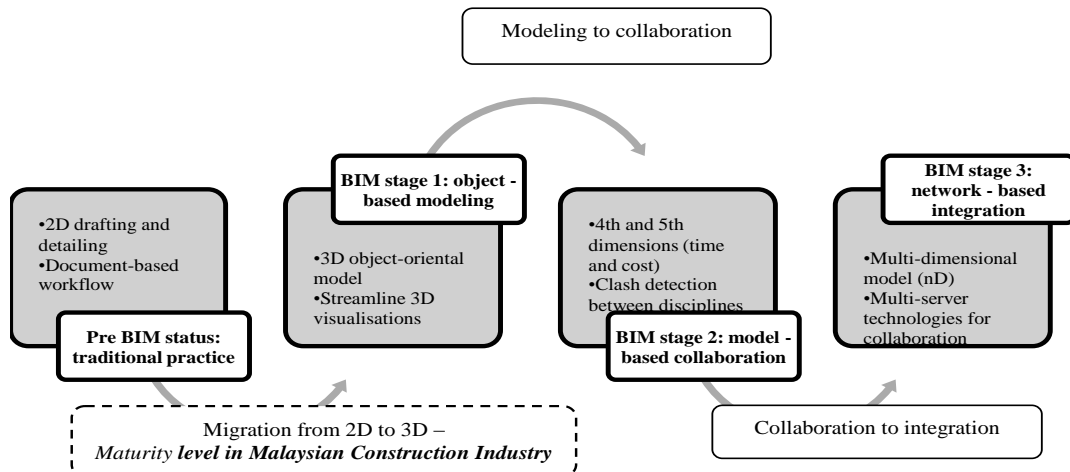 Modeling to collaboration
•2D drafting and
detailing
•Document-based
workflow
Pre BIM status:
traditional practice
Migration from 2D to 3D –
Maturity level in Malaysian Construction Industry
BIM stage 1: object -
based modeling
•3D object-oriental
model
•Streamline 3D
visualisations
•4th and 5th
dimensions (time
and cost)
•Clash detection
between disciplines
BIM stage 2: model -
based collaboration
Collaboration to integration
BIM stage 3:
network - based
integration
•Multi-dimensional
model (nD)
•Multi-server
technologies for
collaboration